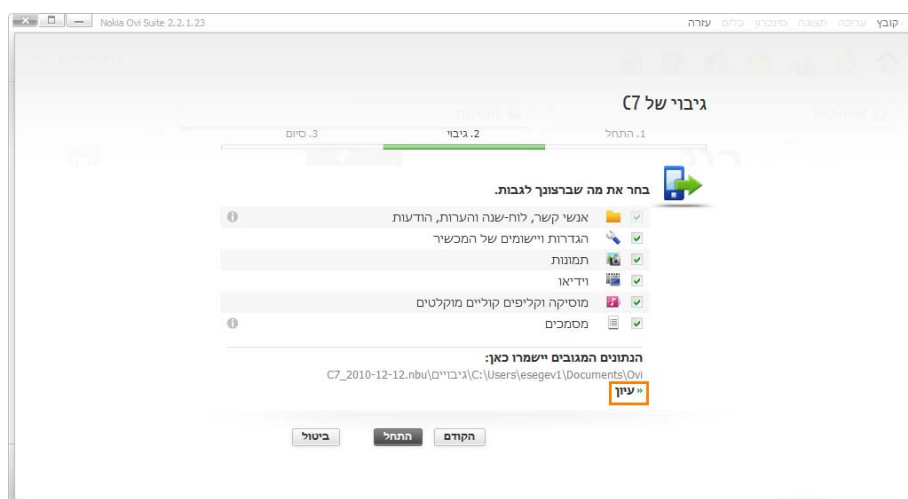 Nokia Ovi Suite 2.2.1.23
קובץ עריכה תצוגה סינכרון כלים עזרה
גיבוי של C7
1. התחל 2. גיבוי 3. סיום
בחר את מה שברצונך לגבות.
אנשי קשר, לוח-שנה והערות, הודעות
הגדרות ויישומים של המכשיר
תמונות
וידיאו
מוסיקה וקליפים קוליים מוקלטים
מסמכים
הנתונים המגובים יישמרו כאן:
C:\Users\esegev1\Documents\Ovi\גיבויים\C7_2010-12-12.nbu
» עיון
הקודם התחל ביטול